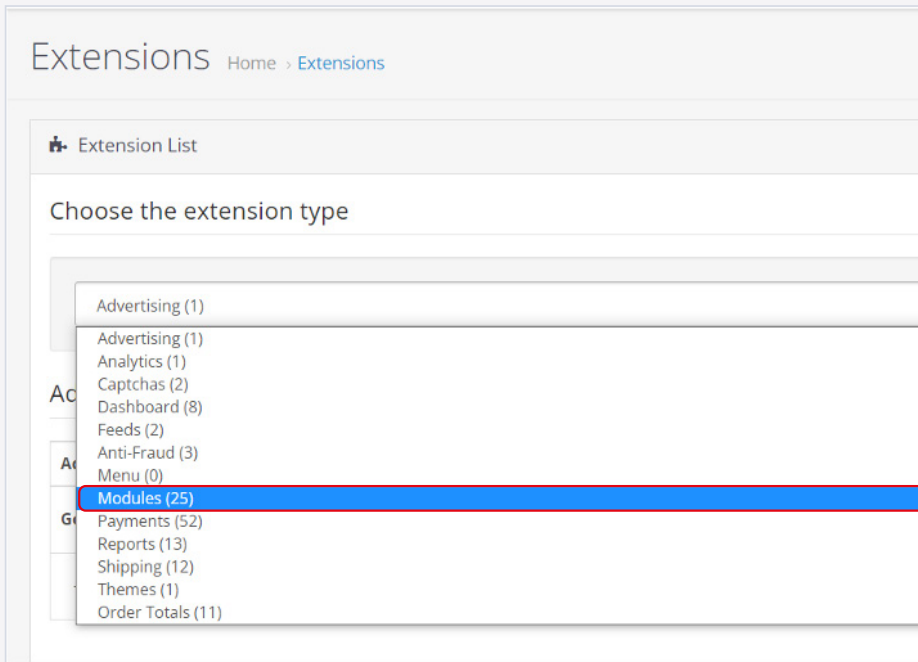 Extensions Home › Extensions
Extension List
Choose the extension type
Advertising (1)
Advertising (1)
Analytics (1)
Captchas (2)
Dashboard (8)
Feeds (2)
Anti-Fraud (3)
Menu (0)
Modules (25)
Payments (52)
Reports (13)
Shipping (12)
Themes (1)
Order Totals (11)